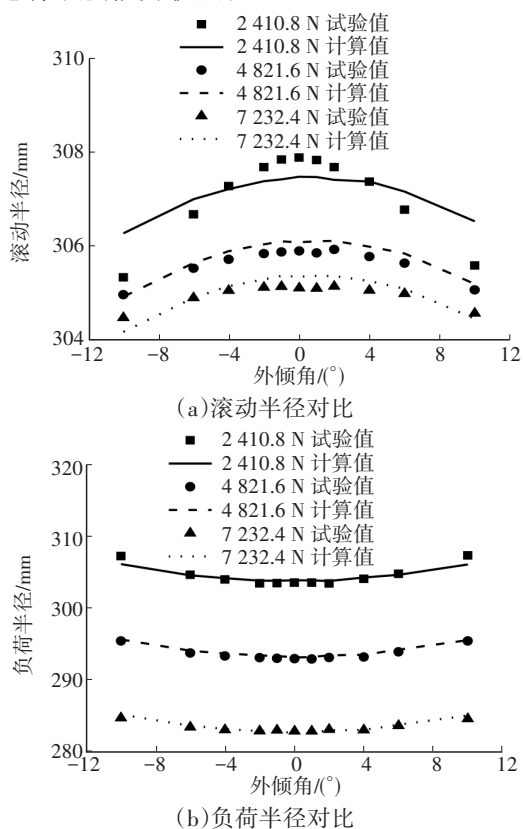 2 410.8 N 试验值
2 410.8 N 计算值
4 821.6 N 试验值
4 821.6 N 计算值
7 232.4 N 试验值
7 232.4 N 计算值
310
308
306
304
滚动半径/mm
−12 −8 −4 0 4 8 12
外倾角/(°)
(a)滚动半径对比
2 410.8 N 试验值
2 410.8 N 计算值
4 821.6 N 试验值
4 821.6 N 计算值
7 232.4 N 试验值
7 232.4 N 计算值
320
310
300
290
280
负荷半径/mm
−12 −8 −4 0 4 8 12
外倾角/(°)
(b)负荷半径对比